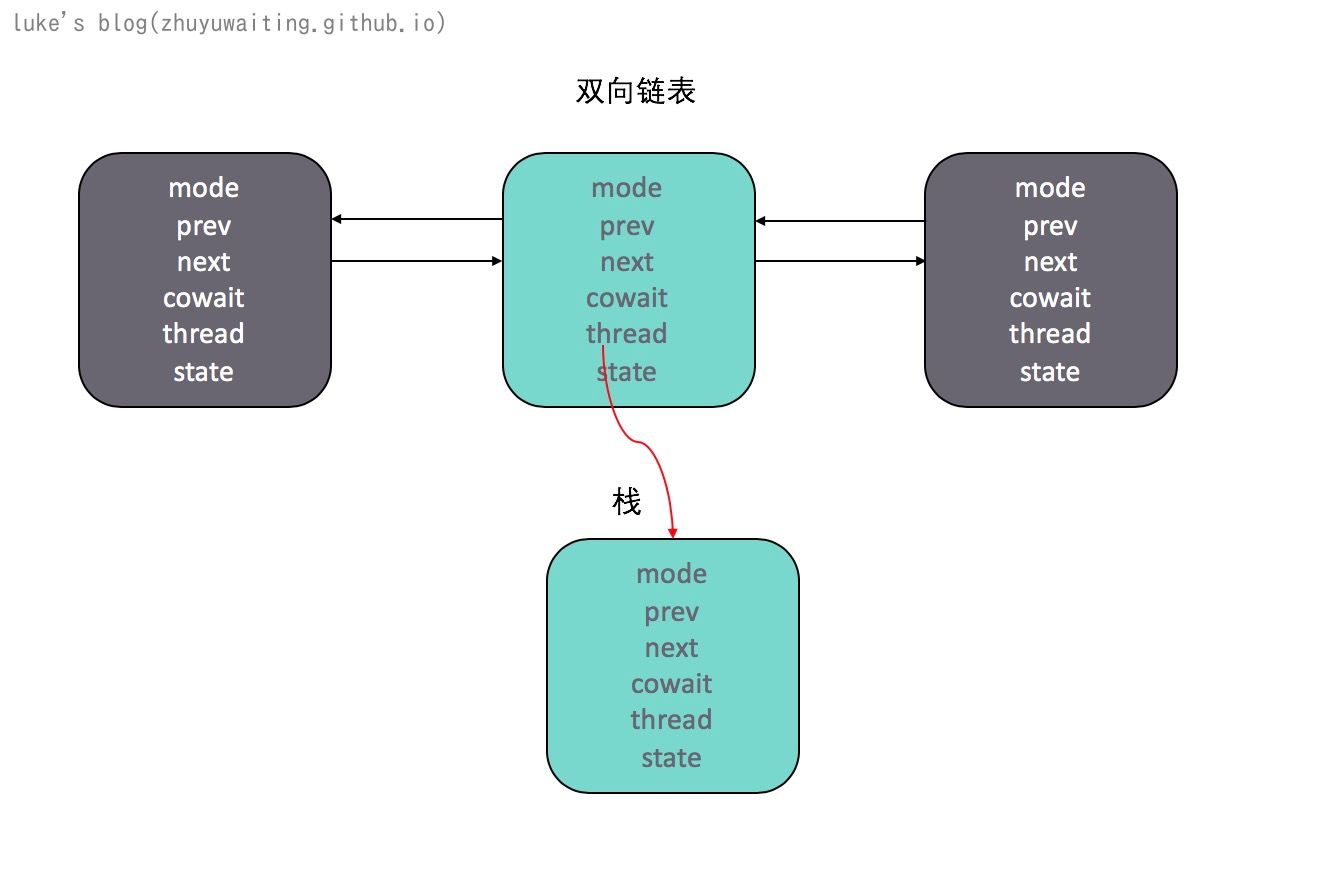 luke's blog(zhuyuwaiting.github.io)
双向链表
mode
prev
next
cowait
thread
state
mode
prev
next
cowait
thread
state
mode
prev
next
cowait
thread
state
栈
mode
prev
next
cowait
thread
state